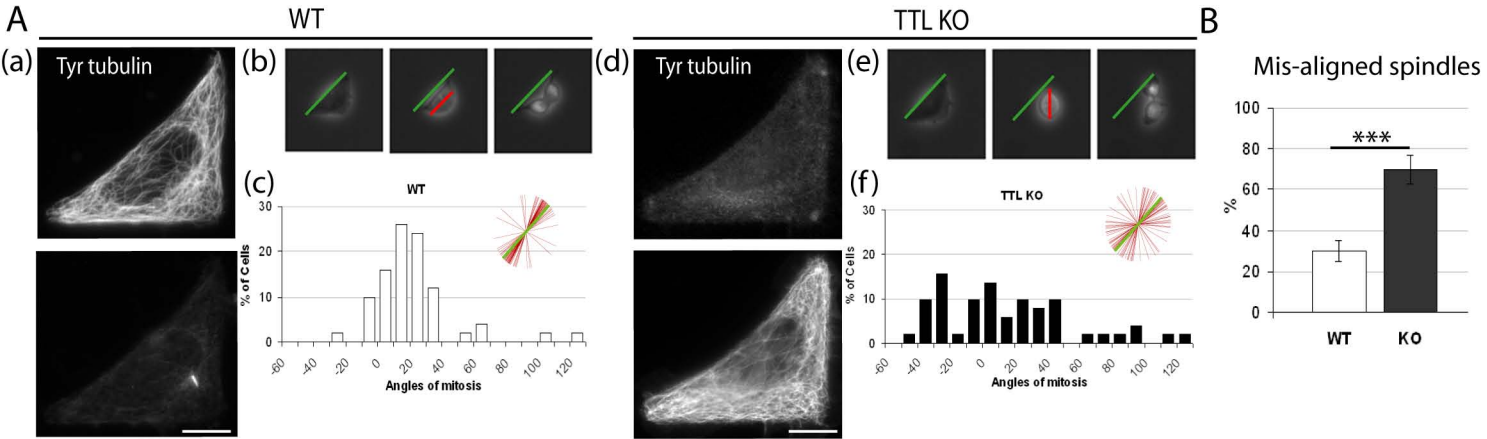 A
WT
TTL KO
B
(a)
Tyr tubulin
(b)
(d)
Tyr tubulin
(e)
Mis-aligned spindles
(c)
WT
% of Cells
30
20
10
0
-60
-40
-20
0
20
40
60
80
100
120
Angles of mitosis
(f)
TTL KO
% of Cells
30
20
10
0
-60
-40
-20
0
20
40
60
80
100
120
Angles of mitosis
%
100
80
60
40
20
0
***
WT
KO